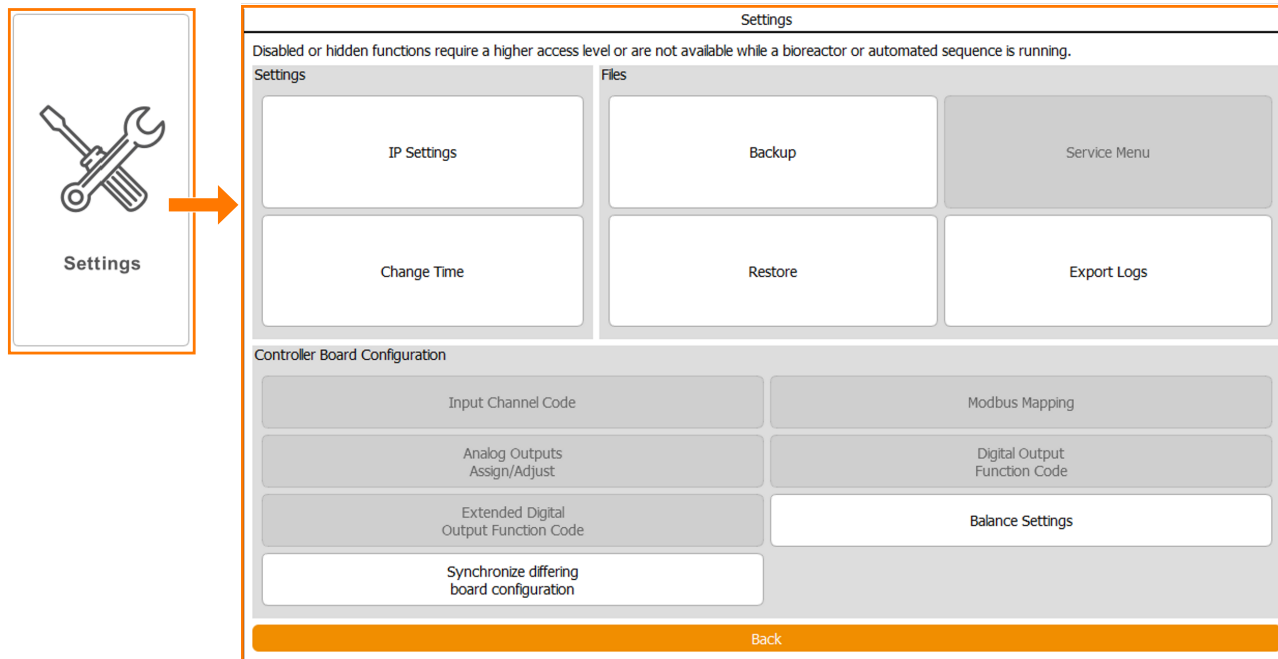 Settings
Settings
Disabled or hidden functions require a higher access level or are not available while a bioreactor or automated sequence is running.
Settings
Files
IP Settings
Backup
Service Menu
Change Time
Restore
Export Logs
Controller Board Configuration
Input Channel Code
Modbus Mapping
Analog Outputs
Assign/Adjust
Digital Output
Function Code
Extended Digital
Output Function Code
Balance Settings
Synchronize differing
board configuration
Back